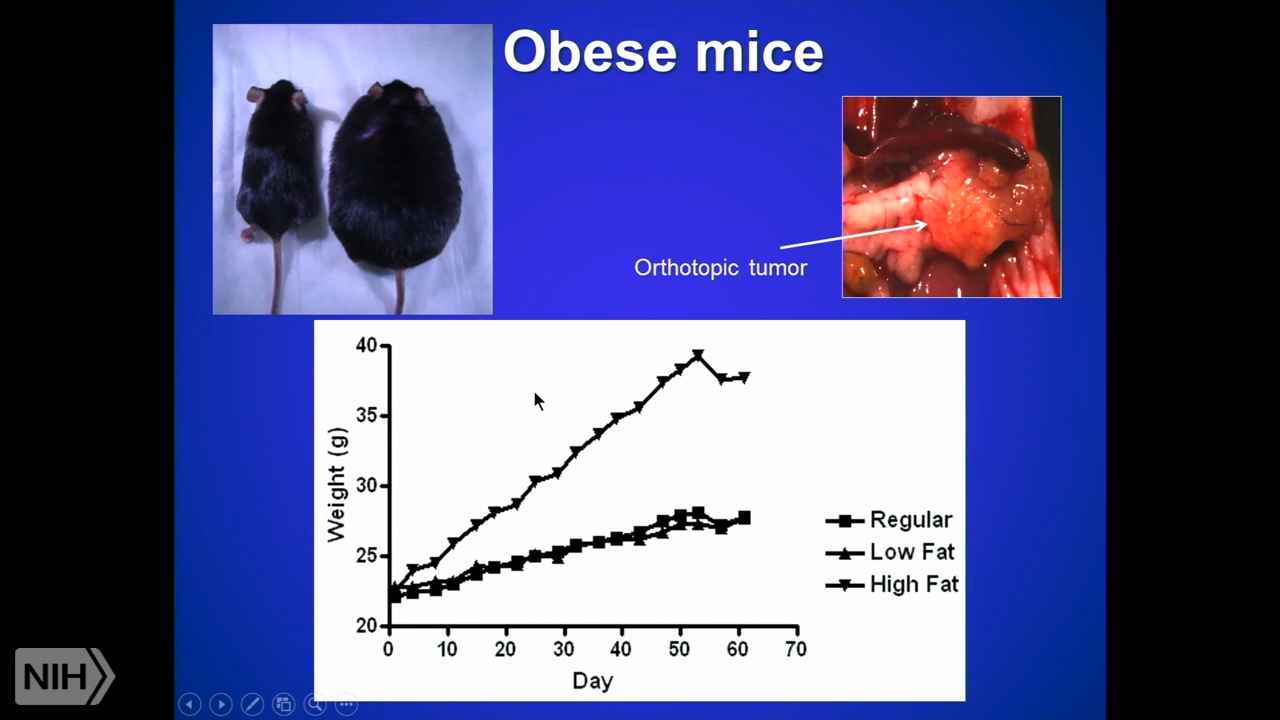 Obese mice
Orthotopic tumor
40
35
30
25
20
Weight (g)
0 10 20 30 40 50 60 70
Day
Regular
Low Fat
High Fat
NIH